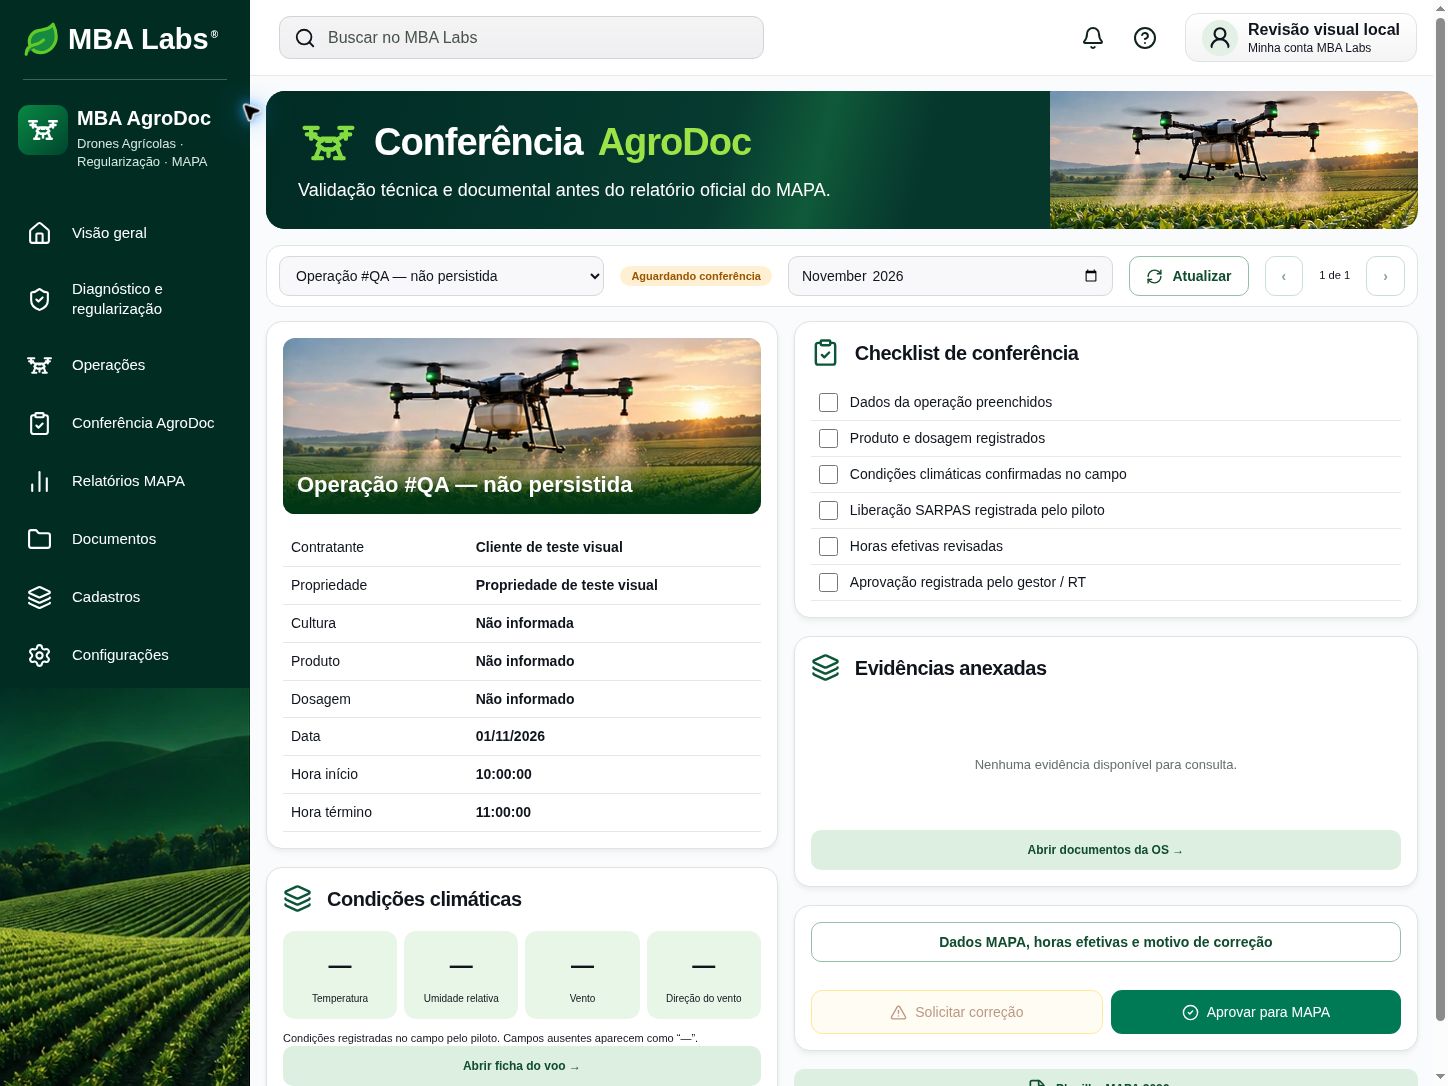 MBA Labs®
MBA AgroDoc
Drones Agrícolas ·
Regularização · MAPA
Visão geral
Diagnóstico e
regularização
Operações
Conferência AgroDoc
Relatórios MAPA
Documentos
Cadastros
Configurações
Buscar no MBA Labs
Revisão visual local
Minha conta MBA Labs
Conferência AgroDoc
Validação técnica e documental antes do relatório oficial do MAPA.
Operação #QA — não persistida
Aguardando conferência
November 2026
Atualizar
‹
1 de 1
›
Operação #QA — não persistida
Contratante Cliente de teste visual
Propriedade Propriedade de teste visual
Cultura Não informada
Produto Não informado
Dosagem Não informado
Data 01/11/2026
Hora início 10:00:00
Hora término 11:00:00
Condições climáticas
— — — —
Temperatura Umidade relativa Vento Direção do vento
Condições registradas no campo pelo piloto. Campos ausentes aparecem como “—”.
Abrir ficha do voo →
Checklist de conferência
Dados da operação preenchidos
Produto e dosagem registrados
Condições climáticas confirmadas no campo
Liberação SARPAS registrada pelo piloto
Horas efetivas revisadas
Aprovação registrada pelo gestor / RT
Evidências anexadas
Nenhuma evidência disponível para consulta.
Abrir documentos da OS →
Dados MAPA, horas efetivas e motivo de correção
Solicitar correção
Aprovar para MAPA